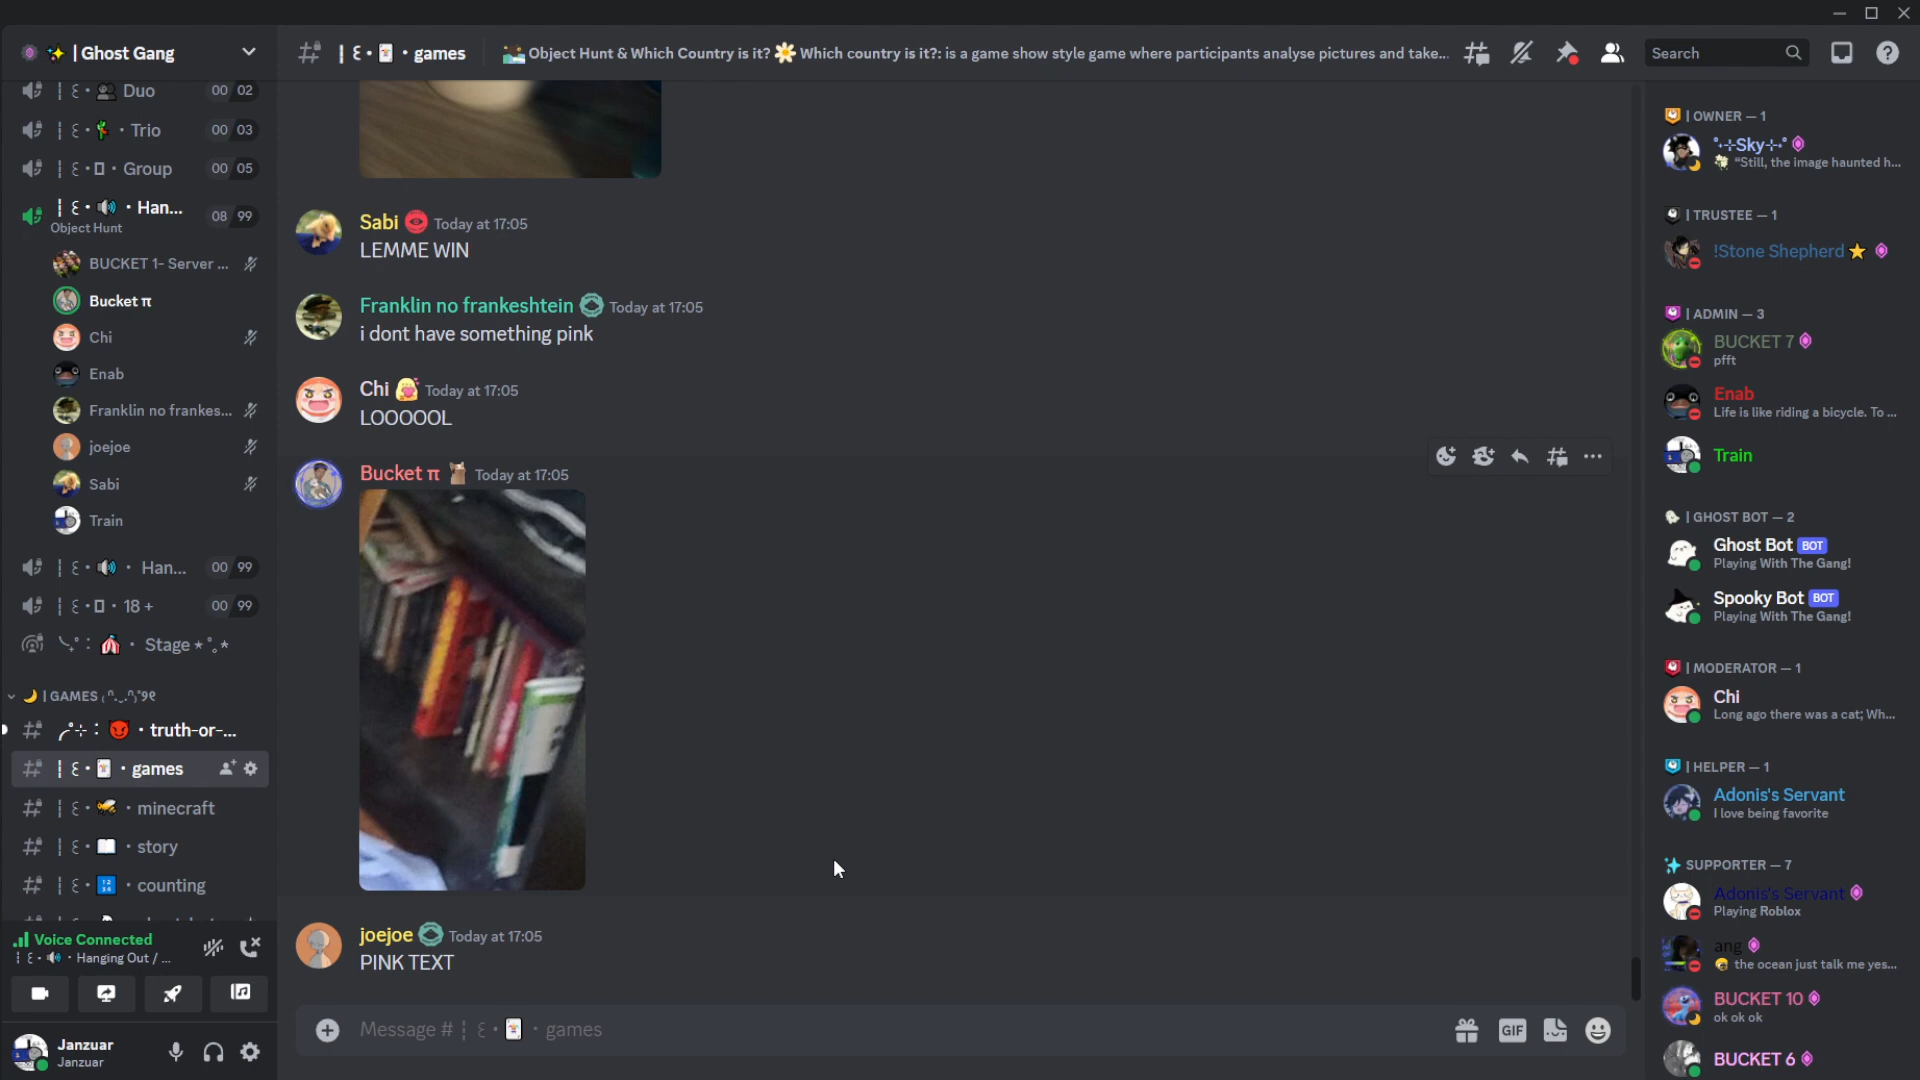 | Ghost Gang
Duo 00 02
Trio 00 03
Group 00 05
Han... 08 99
Object Hunt
BUCKET 1- Server ...
Bucket π
Chi
Enab
Franklin no frankes...
joejoe
Sabi
Train
Han... 00 99
18 + 00 99
Stage
| GAMES
truth-or-...
games
minecraft
story
counting
Voice Connected
Hanging Out / ...
Janzuar
Janzuar
games
Object Hunt & Which Country is it? Which country is it?: is a game show style game where participants analyse pictures and take...
Sabi Today at 17:05
LEMME WIN
Franklin no frankeshtein Today at 17:05
i dont have something pink
Chi Today at 17:05
LOOOOOL
Bucket π Today at 17:05
joejoe Today at 17:05
PINK TEXT
Message # games
GIF
Search
| OWNER — 1
Sky
"Still, the image haunted h...
| TRUSTEE — 1
!Stone Shepherd
| ADMIN — 3
BUCKET 7
pfft
Enab
Life is like riding a bicycle. To ...
Train
| GHOST BOT — 2
Ghost Bot BOT
Playing With The Gang!
Spooky Bot BOT
Playing With The Gang!
| MODERATOR — 1
Chi
Long ago there was a cat; Wh...
| HELPER — 1
Adonis's Servant
I love being favorite
SUPPORTER — 7
Adonis's Servant
Playing Roblox
ang
the ocean just talk me yes...
BUCKET 10
ok ok ok
BUCKET 6